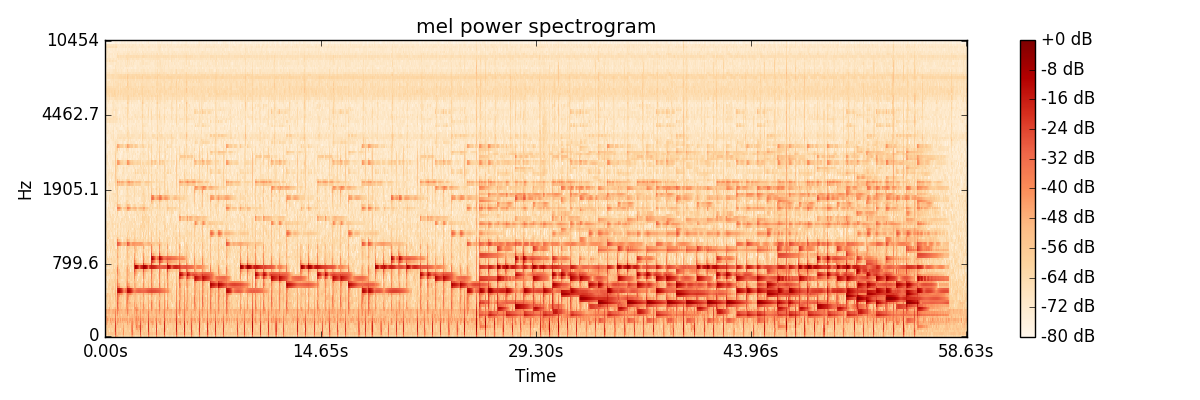 mel power spectrogram
10454
4462.7
1905.1
799.6
0
Hz
0.00s 14.65s 29.30s 43.96s 58.63s
Time
+0 dB
-8 dB
-16 dB
-24 dB
-32 dB
-40 dB
-48 dB
-56 dB
-64 dB
-72 dB
-80 dB